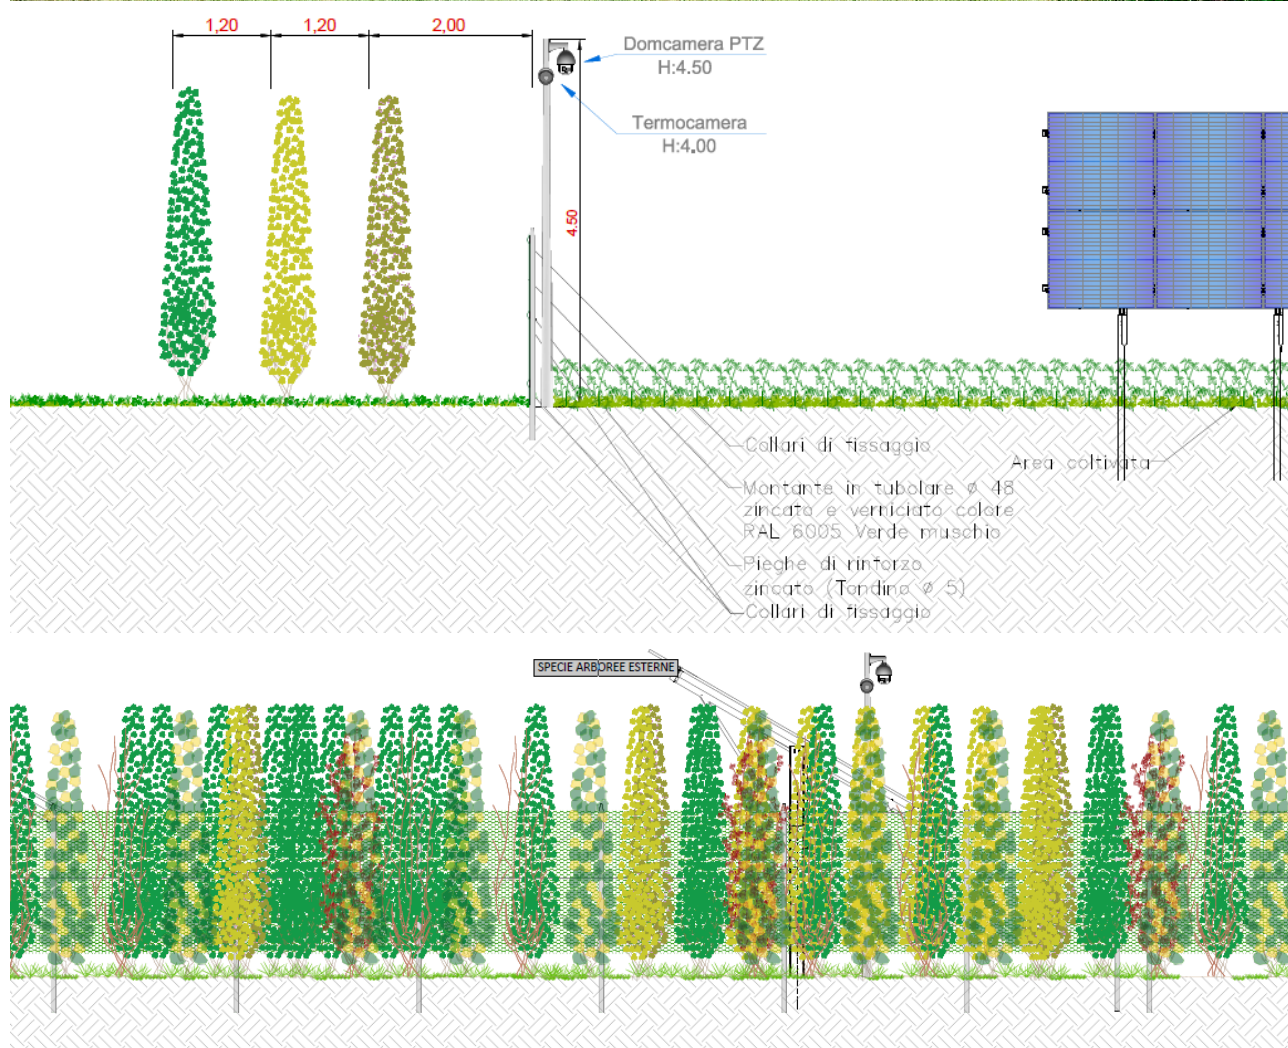 1,20
1,20
2,00
Domcamera PTZ
H:4.50
Termocamera
H:4.00
4.50
Collari di fissaggio
Area coltivata
Montante in tubolare ø 48
zincato e verniciato colore
RAL 6005 Verde muschio
Pieghe di rinforzo
zincato (Tondino ø 5)
Collari di fissaggio
SPECIE ARBOREE ESTERNE